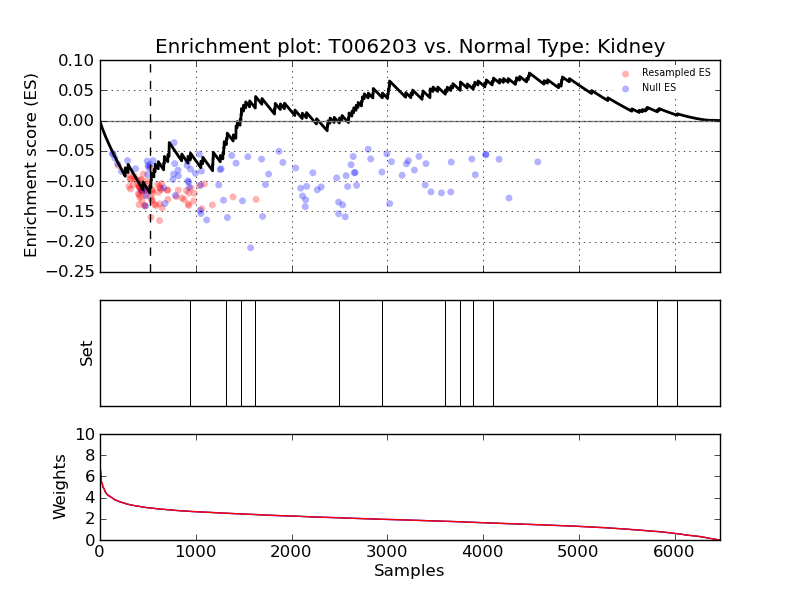 Enrichment plot: T006203 vs. Normal Type: Kidney
Enrichment score (ES)
0.10
0.05
0.00
−0.05
−0.10
−0.15
−0.20
−0.25
Resampled ES
Null ES
Set
Weights
10
8
6
4
2
0
0 1000 2000 3000 4000 5000 6000
Samples